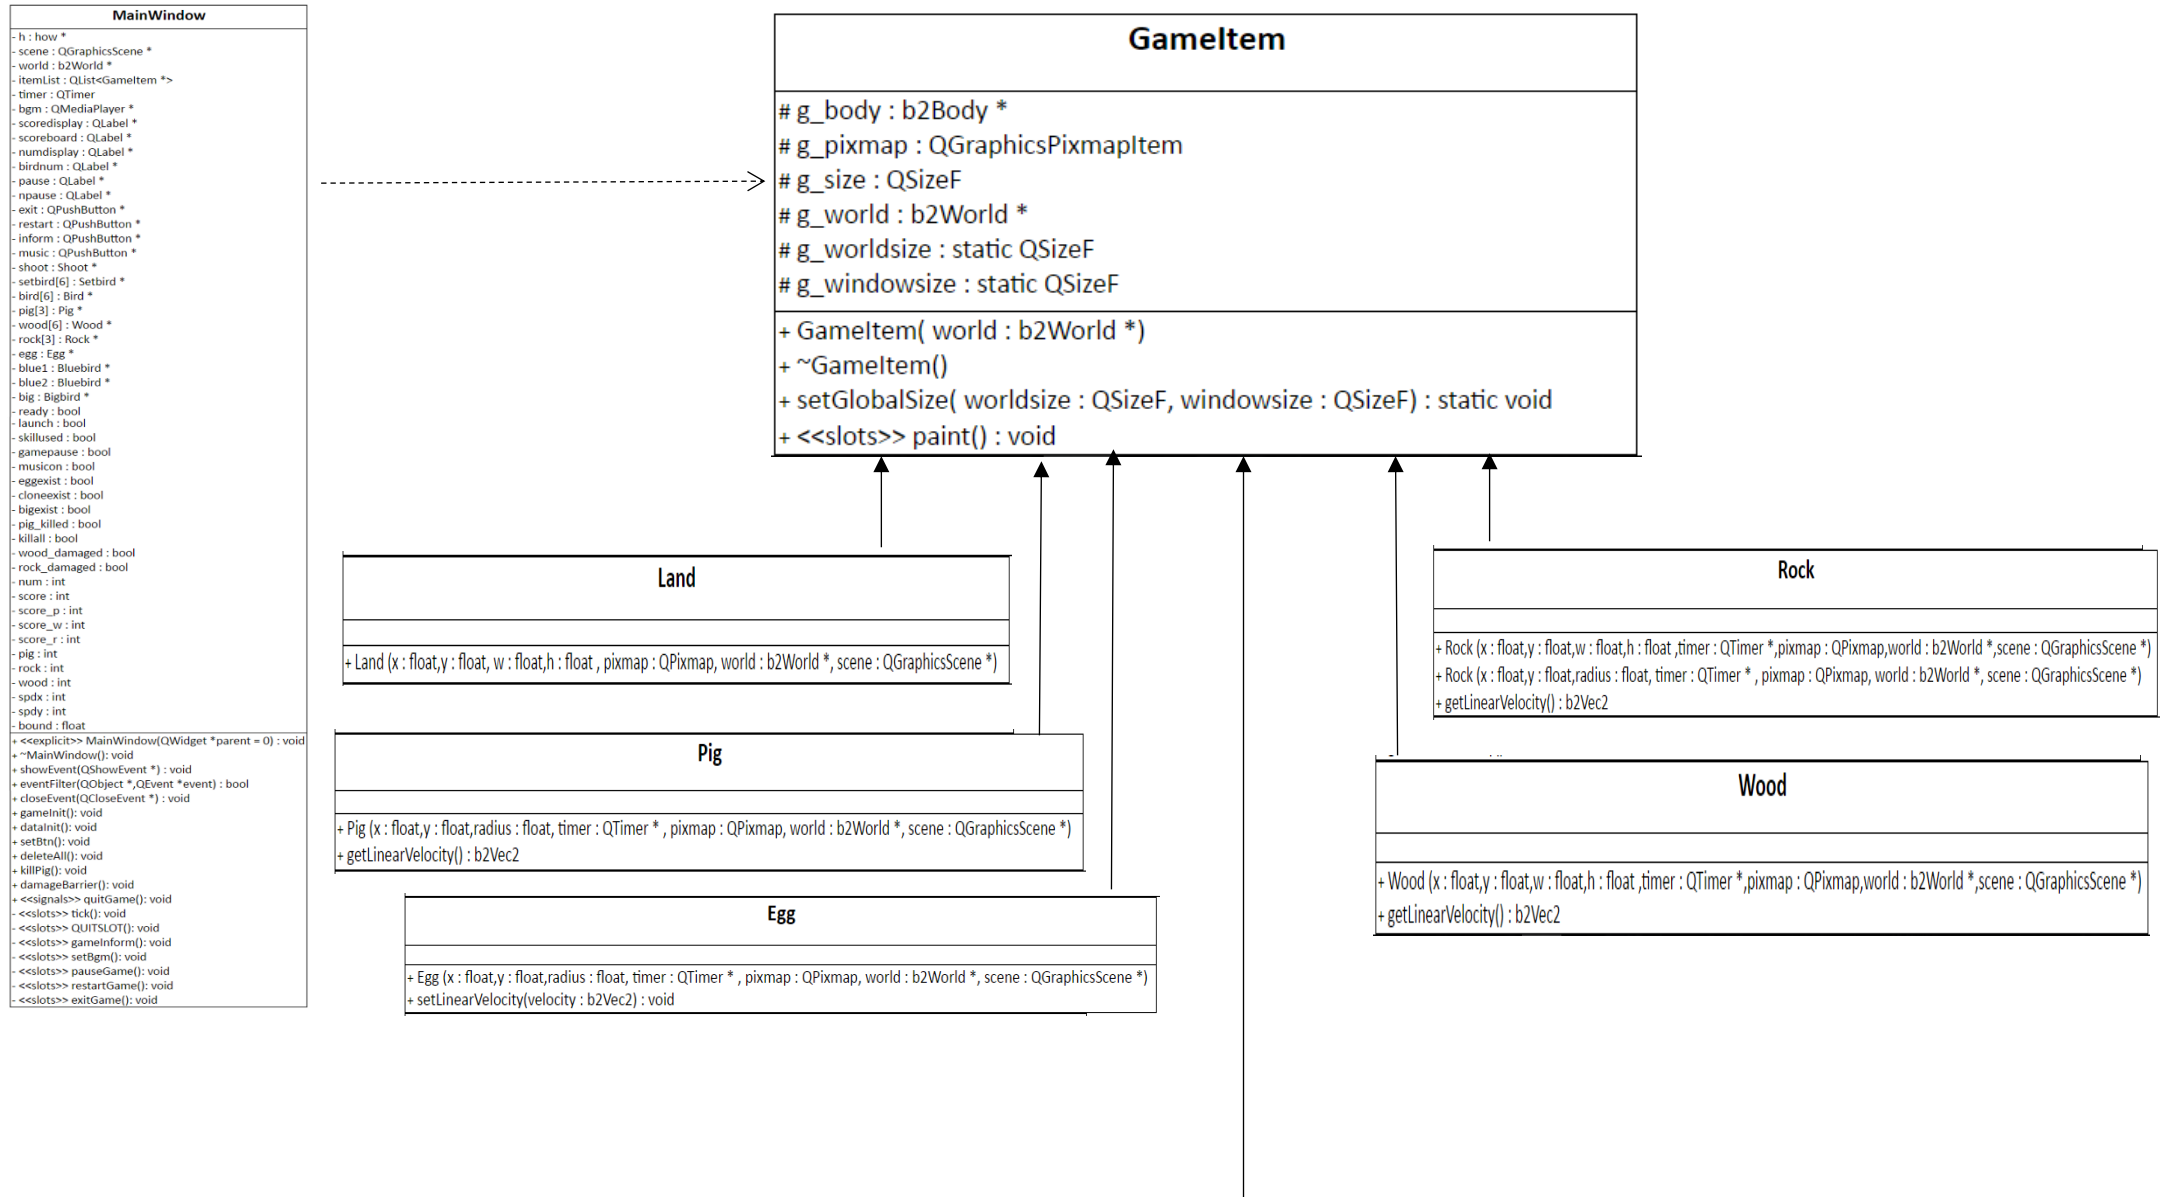 MainWindow
- h : how *
- scene : QGraphicsScene *
- world : b2World *
- itemList : QList<GameItem *>
- timer : QTimer
- bgm : QMediaPlayer *
- scoredisplay : QLabel *
- scoreboard : QLabel *
- numdisplay : QLabel *
- birdnum : QLabel *
- pause : QLabel *
- npause : QLabel *
- exit : QPushButton *
- restart : QPushButton *
- inform : QPushButton *
- music : QPushButton *
- shoot : Shoot *
- setbird[6] : Setbird *
- bird[6] : Bird *
- pig[3] : Pig *
- wood[6] : Wood *
- rock[3] : Rock *
- egg : Egg *
- blue1 : Bluebird *
- blue2 : Bluebird *
- big : Bigbird *
- ready : bool
- launch : bool
- skillused : bool
- gamepause : bool
- musicon : bool
- eggexist : bool
- cloneexist : bool
- bigexist : bool
- pig_killed : bool
- killall : bool
- wood_damaged : bool
- rock_damaged : bool
- num : int
- score : int
- score_p : int
- score_w : int
- score_r : int
- pig : int
- rock : int
- wood : int
- spdx : int
- spdy : int
- bound : float
+ <<explicit>> MainWindow(QWidget *parent = 0) : void
+ ~MainWindow(): void
+ showEvent(QShowEvent *) : void
+ eventFilter(QObject *,QEvent *event) : bool
+ closeEvent(QCloseEvent *) : void
+ gameInit(): void
+ dataInit(): void
+ setBtn(): void
+ deleteAll(): void
+ killPig(): void
+ damageBarrier(): void
+ <<signals>> quitGame(): void
- <<slots>> tick(): void
- <<slots>> QUITSLOT(): void
- <<slots>> gameInform(): void
- <<slots>> setBgm(): void
- <<slots>> pauseGame(): void
- <<slots>> restartGame(): void
- <<slots>> exitGame(): void
GameItem
# g_body : b2Body *
# g_pixmap : QGraphicsPixmapItem
# g_size : QSizeF
# g_world : b2World *
# g_worldsize : static QSizeF
# g_windowsize : static QSizeF
+ GameItem( world : b2World *)
+ ~GameItem()
+ setGlobalSize( worldsize : QSizeF, windowsize : QSizeF) : static void
+ <<slots>> paint() : void
Land
+ Land (x : float,y : float, w : float,h : float , pixmap : QPixmap, world : b2World *, scene : QGraphicsScene *)
Pig
+ Pig (x : float,y : float,radius : float, timer : QTimer * , pixmap : QPixmap, world : b2World *, scene : QGraphicsScene *)
+ getLinearVelocity() : b2Vec2
Egg
+ Egg (x : float,y : float,radius : float, timer : QTimer * , pixmap : QPixmap, world : b2World *, scene : QGraphicsScene *)
+ setLinearVelocity(velocity : b2Vec2) : void
Rock
+ Rock (x : float,y : float,w : float,h : float ,timer : QTimer *,pixmap : QPixmap,world : b2World *,scene : QGraphicsScene *)
+ Rock (x : float,y : float,radius : float, timer : QTimer * , pixmap : QPixmap, world : b2World *, scene : QGraphicsScene *)
+ getLinearVelocity() : b2Vec2
Wood
+ Wood (x : float,y : float,w : float,h : float ,timer : QTimer *,pixmap : QPixmap,world : b2World *,scene : QGraphicsScene *)
+ getLinearVelocity() : b2Vec2